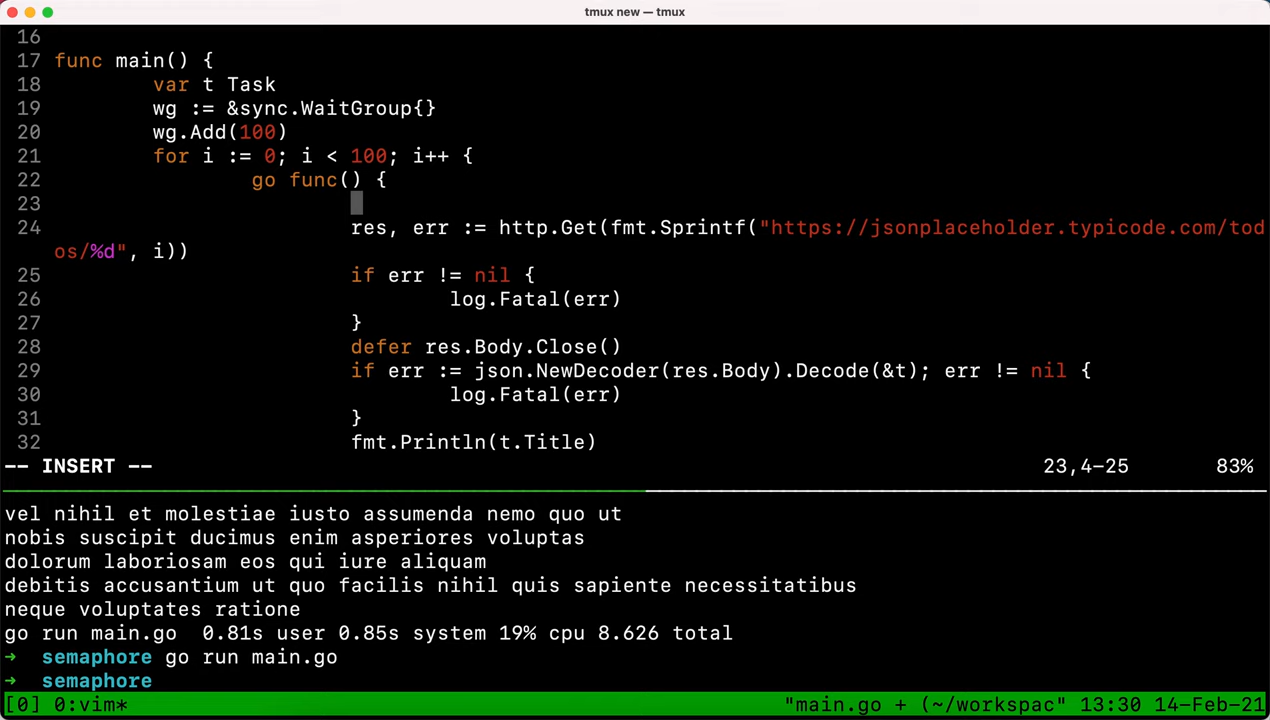 tmux new — tmux
16
17 func main() {
18 var t Task
19 wg := &sync.WaitGroup{}
20 wg.Add(100)
21 for i := 0; i < 100; i++ {
22 go func() {
23
24 res, err := http.Get(fmt.Sprintf("https://jsonplaceholder.typicode.com/tod
os/%d", i))
25 if err != nil {
26 log.Fatal(err)
27 }
28 defer res.Body.Close()
29 if err := json.NewDecoder(res.Body).Decode(&t); err != nil {
30 log.Fatal(err)
31 }
32 fmt.Println(t.Title)
-- INSERT -- 23,4-25 83%
vel nihil et molestiae iusto assumenda nemo quo ut
nobis suscipit ducimus enim asperiores voluptas
dolorum laboriosam eos qui iure aliquam
debitis accusantium ut quo facilis nihil quis sapiente necessitatibus
neque voluptates ratione
go run main.go 0.81s user 0.85s system 19% cpu 8.626 total
→ semaphore go run main.go
→ semaphore
[0] 0:vim* "main.go + (~/workspac" 13:30 14-Feb-21